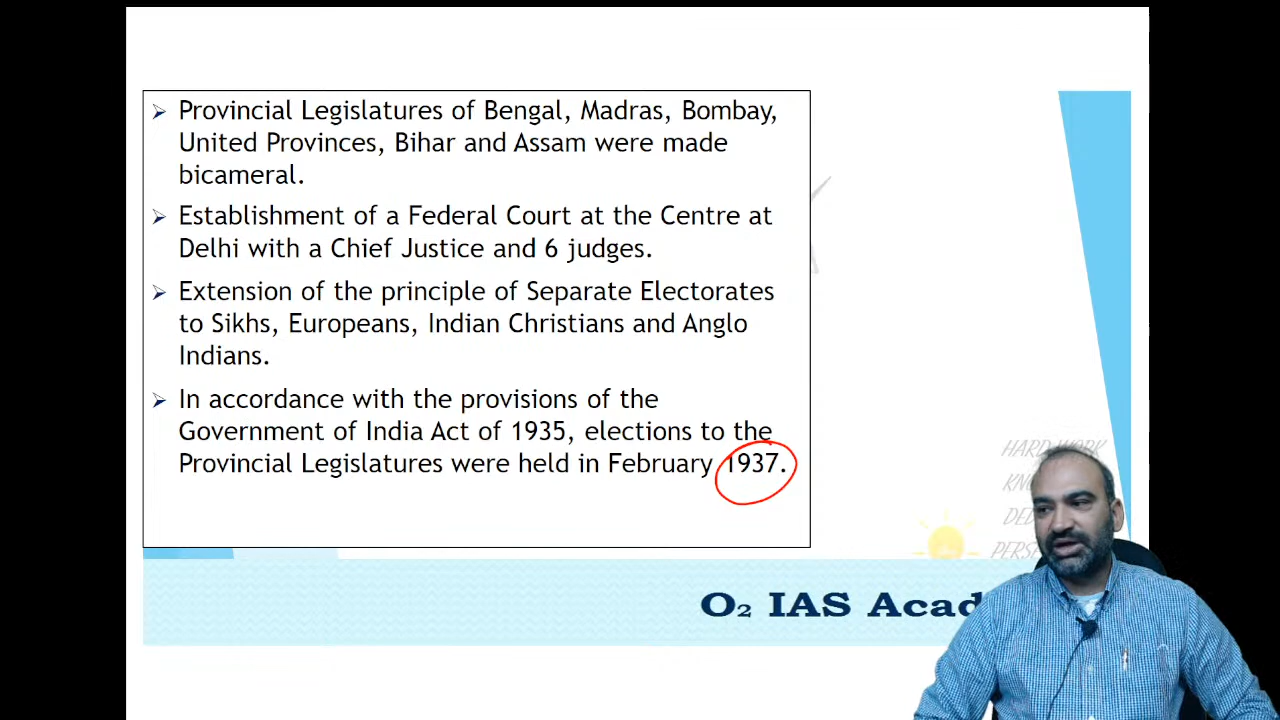 Provincial Legislatures of Bengal, Madras, Bombay,
United Provinces, Bihar and Assam were made
bicameral.
Establishment of a Federal Court at the Centre at
Delhi with a Chief Justice and 6 judges.
Extension of the principle of Separate Electorates
to Sikhs, Europeans, Indian Christians and Anglo
Indians.
In accordance with the provisions of the
Government of India Act of 1935, elections to the
Provincial Legislatures were held in February 1937.
HARD WORK
O₂ IAS